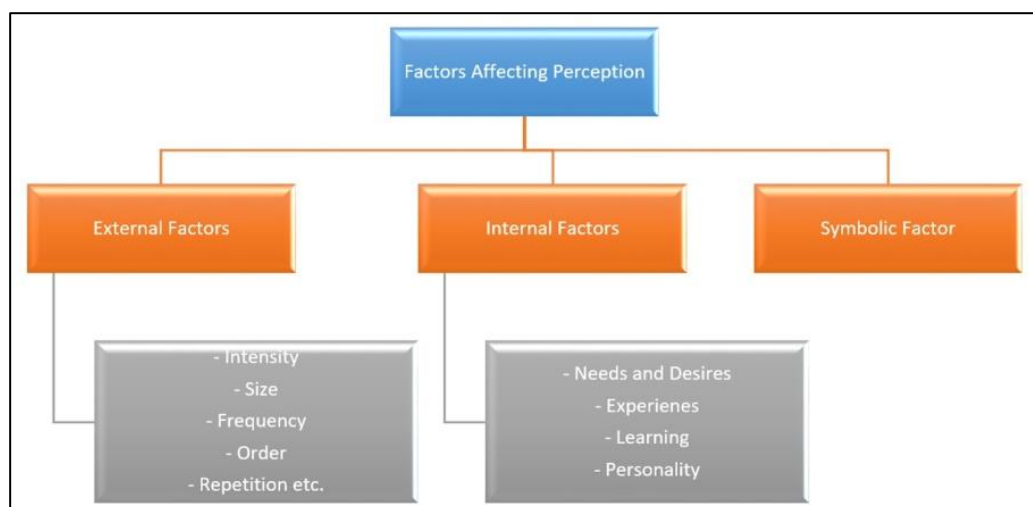 Factors Affecting Perception
External Factors
Internal Factors
Symbolic Factor
- Intensity
- Size
- Frequency
- Order
- Repetition etc.
- Needs and Desires
- Experienes
- Learning
- Personality